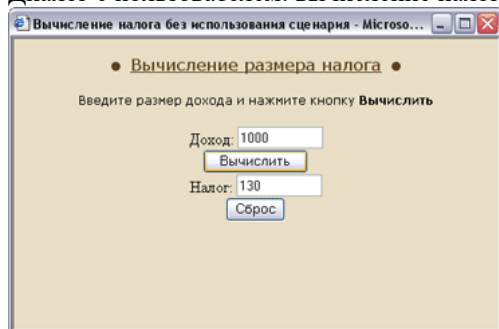 Вычисление налога без использования сценария - Microso...
● Вычисление размера налога ●
Введите размер дохода и нажмите кнопку Вычислить
Доход: 1000
Вычислить
Налог: 130
Сброс